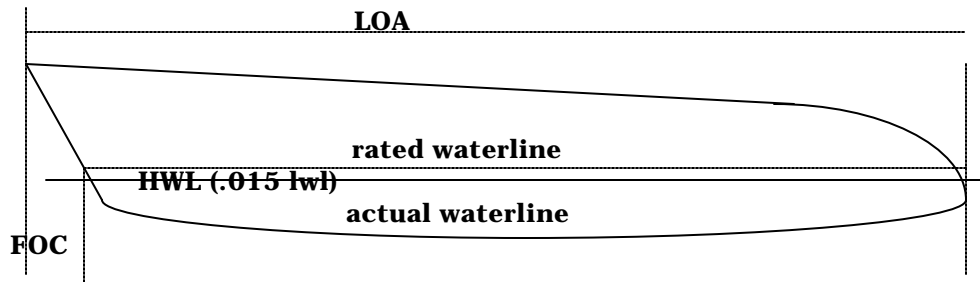 LOA
rated waterline
HWL (.015 lwl)
actual waterline
FOC